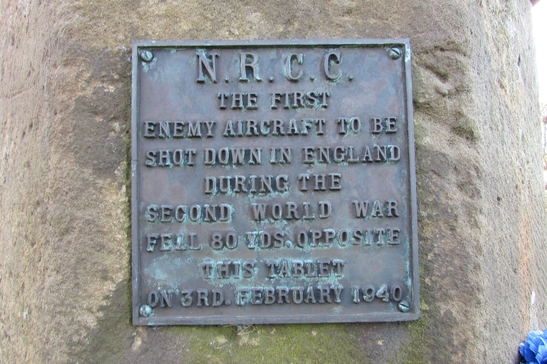 N. R. C. C.
THE FIRST
ENEMY AIRCRAFT TO BE
SHOT DOWN IN ENGLAND
DURING THE
SECOND WORLD WAR
FELL 80 YDS. OPPOSITE
THIS TABLET
ON 3RD. FEBRUARY 1940.